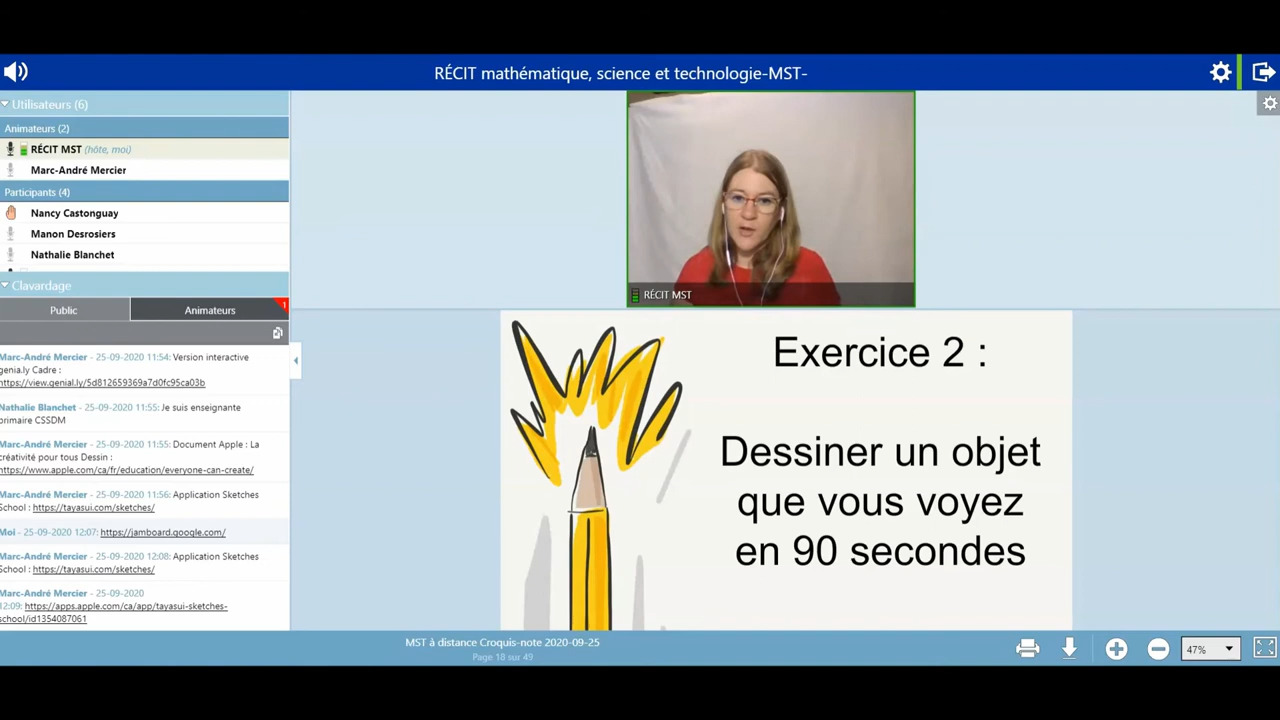 RÉCIT mathématique, science et technologie-MST-
Utilisateurs (6)
Animateurs (2)
RÉCIT MST (hôte, moi)
Marc-André Mercier
Participants (4)
Nancy Castonguay
Manon Desrosiers
Nathalie Blanchet
Clavardage
Public
Animateurs
1
Marc-André Mercier - 25-09-2020 11:54: Version interactive
genia.ly Cadre :
https://view.genial.ly/5d812659369a7d0fc95ca03b
Nathalie Blanchet - 25-09-2020 11:55: Je suis enseignante
primaire CSSDM
Marc-André Mercier - 25-09-2020 11:55: Document Apple : La
créativité pour tous Dessin :
https://www.apple.com/ca/fr/education/everyone-can-create/
Marc-André Mercier - 25-09-2020 11:56: Application Sketches
School : https://tayasui.com/sketches/
Moi - 25-09-2020 12:07: https://jamboard.google.com/
Marc-André Mercier - 25-09-2020 12:08: Application Sketches
School : https://tayasui.com/sketches/
Marc-André Mercier - 25-09-2020
12:09: https://apps.apple.com/ca/app/tayasui-sketches-
school/id1354087061
RÉCIT MST
Exercice 2 :
Dessiner un objet
que vous voyez
en 90 secondes
MST à distance Croquis-note 2020-09-25
Page 18 sur 49
47%